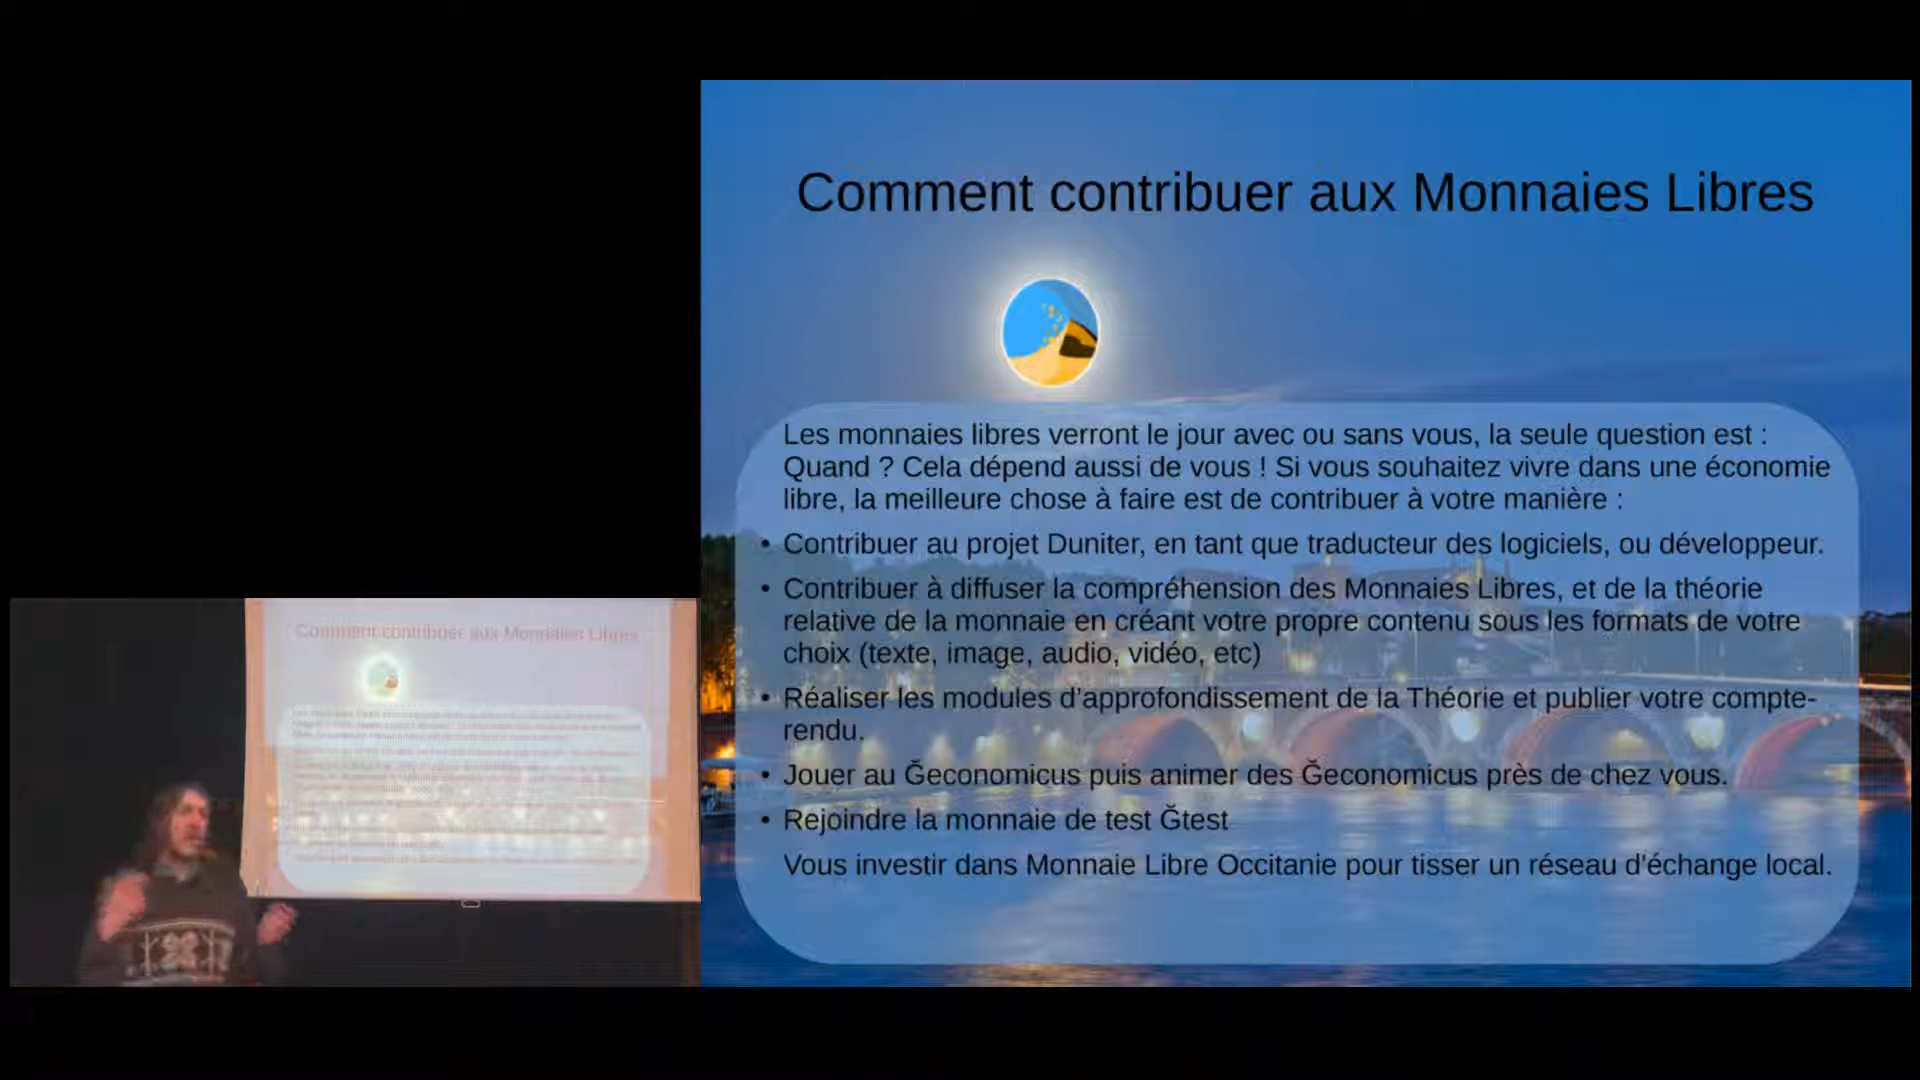 Comment contribuer aux Monnaies Libres
Les monnaies libres verront le jour avec ou sans vous, la seule question est :
Quand ? Cela dépend aussi de vous ! Si vous souhaitez vivre dans une économie
libre, la meilleure chose à faire est de contribuer à votre manière :
• Contribuer au projet Duniter, en tant que traducteur des logiciels, ou développeur.
• Contribuer à diffuser la compréhension des Monnaies Libres, et de la théorie
relative de la monnaie en créant votre propre contenu sous les formats de votre
choix (texte, image, audio, vidéo, etc)
• Réaliser les modules d'approfondissement de la Théorie et publier votre compte-
rendu.
• Jouer au Ğeconomicus puis animer des Ğeconomicus près de chez vous.
• Rejoindre la monnaie de test Ğtest
Vous investir dans Monnaie Libre Occitanie pour tisser un réseau d'échange local.
Comment contribuer aux Monnaies Libres